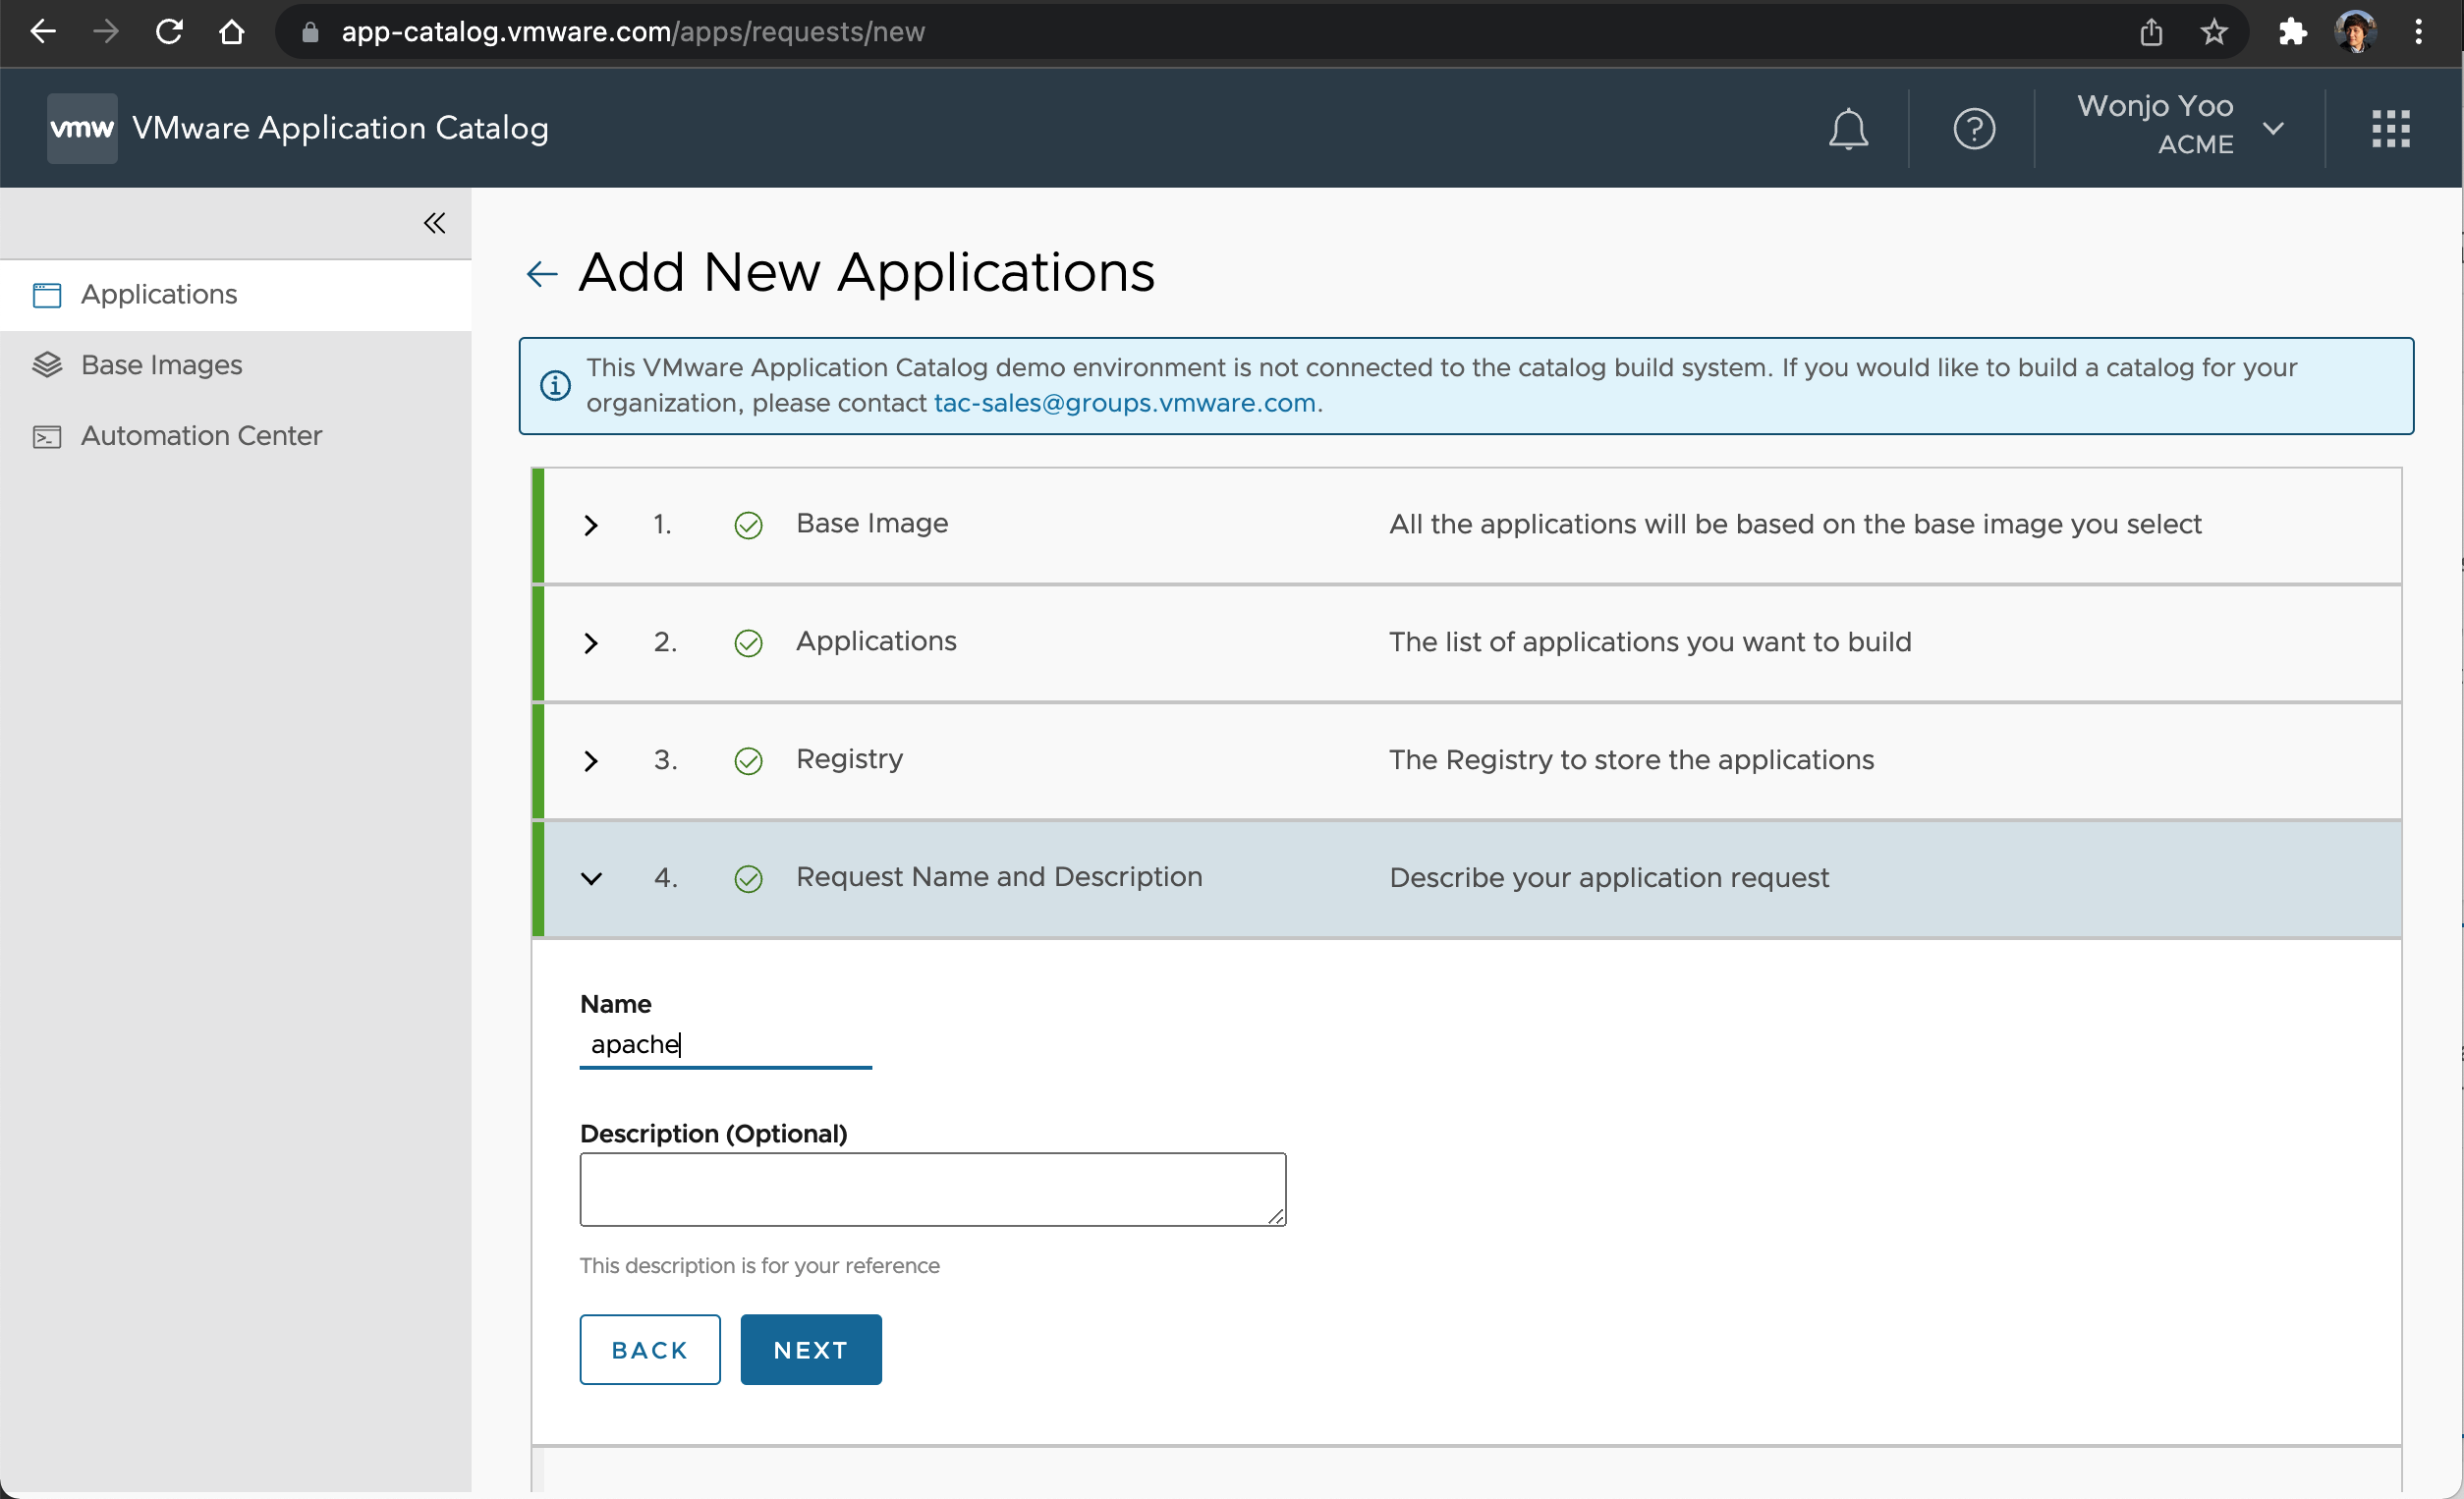 app-catalog.vmware.com/apps/requests/new
vmw VMware Application Catalog
Wonjo Yoo
ACME
Applications
Base Images
Automation Center
Add New Applications
This VMware Application Catalog demo environment is not connected to the catalog build system. If you would like to build a catalog for your
organization, please contact tac-sales@groups.vmware.com.
1. Base Image All the applications will be based on the base image you select
2. Applications The list of applications you want to build
3. Registry The Registry to store the applications
4. Request Name and Description Describe your application request
Name
apache
Description (Optional)
This description is for your reference
BACK NEXT